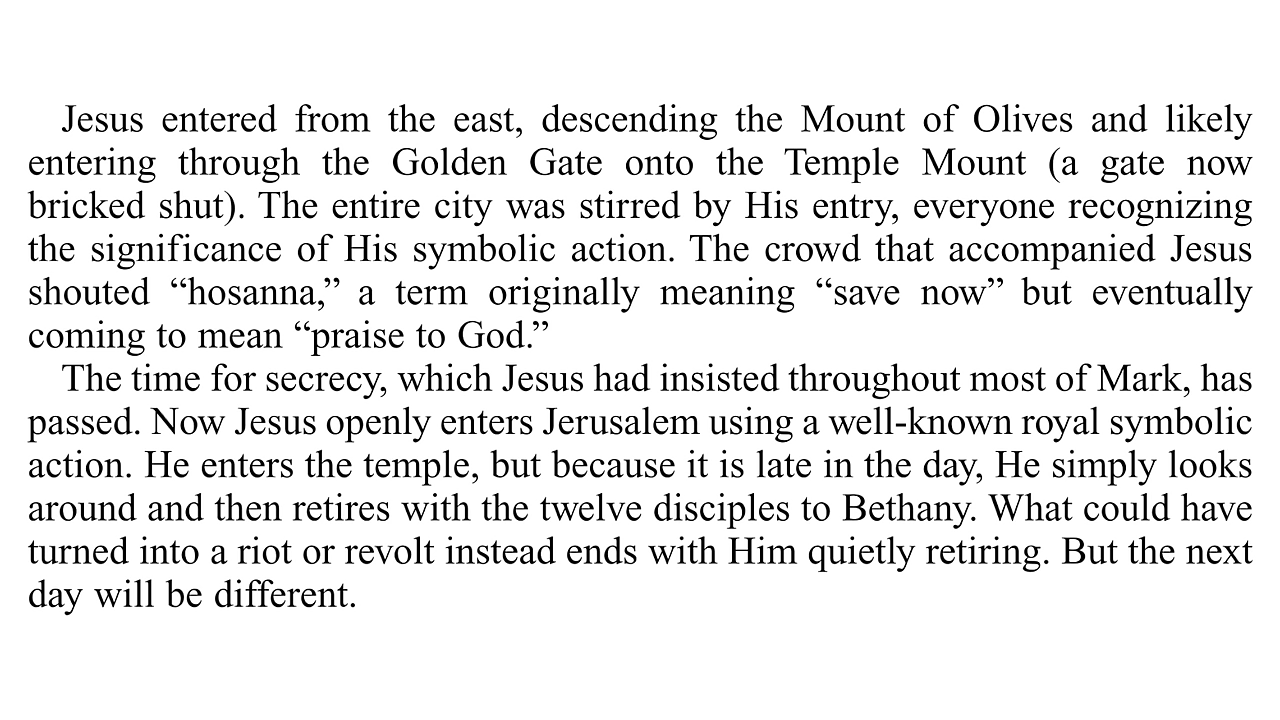 Jesus entered from the east, descending the Mount of Olives and likely
entering through the Golden Gate onto the Temple Mount (a gate now
bricked shut). The entire city was stirred by His entry, everyone recognizing
the significance of His symbolic action. The crowd that accompanied Jesus
shouted “hosanna,” a term originally meaning “save now” but eventually
coming to mean “praise to God.”
The time for secrecy, which Jesus had insisted throughout most of Mark, has
passed. Now Jesus openly enters Jerusalem using a well-known royal symbolic
action. He enters the temple, but because it is late in the day, He simply looks
around and then retires with the twelve disciples to Bethany. What could have
turned into a riot or revolt instead ends with Him quietly retiring. But the next
day will be different.